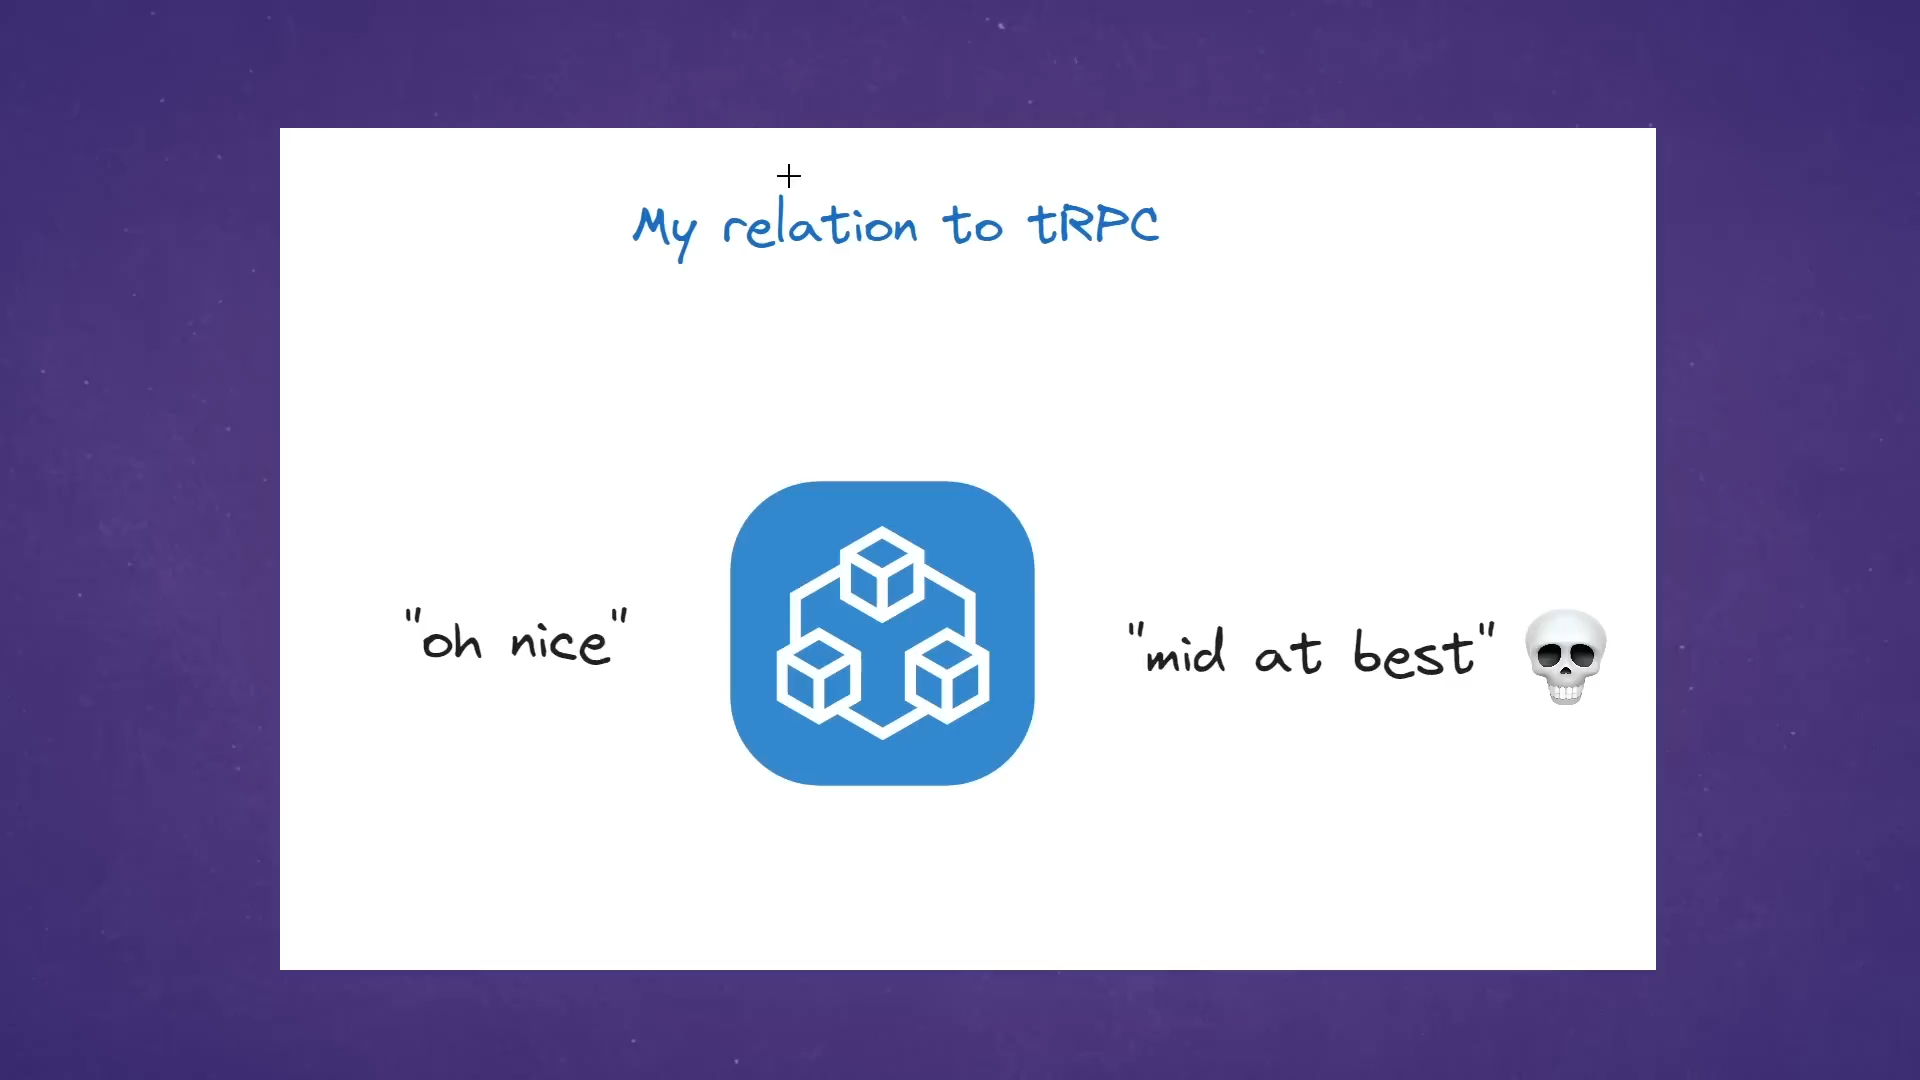 My relation to tRPC
"oh nice"
"mid at best" 💀